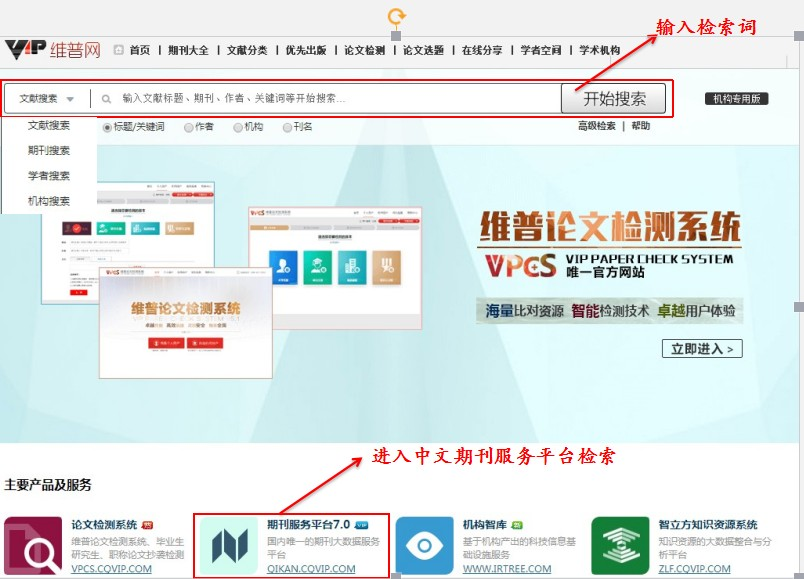 输入检索词
VIP 维普网 首页 | 期刊大全 | 文献分类 | 优先出版 | 论文检测 | 论文选题 | 在线分享 | 学者空间 | 学术机构
文献搜索 输入文献标题、期刊、作者、关键词等开始搜索... 开始搜索 机构专用版
文献搜索 标题/关键词 作者 机构 刊名 高级检索 | 帮助
期刊搜索
学者搜索
机构搜索
VPCS
维普论文检测系统
维普论文检测系统
VPCS VIP PAPER CHECK SYSTEM
唯一官方网站
海量比对资源 智能检测技术 卓越用户体验
立即进入 >
进入中文期刊服务平台检索
主要产品及服务
论文检测系统
维普论文检测系统、毕业生
研究生、职称论文抄袭检测
VPCS.CQVIP.COM
期刊服务平台7.0
国内唯一的期刊大数据服务
平台
QIKAN.CQVIP.COM
机构智库
基于机构产出的科技信息基
础设施服务
WWW.IRTREE.COM
智立方知识资源系统
知识资源的大数据整合与分
析平台
ZLF.CQVIP.COM